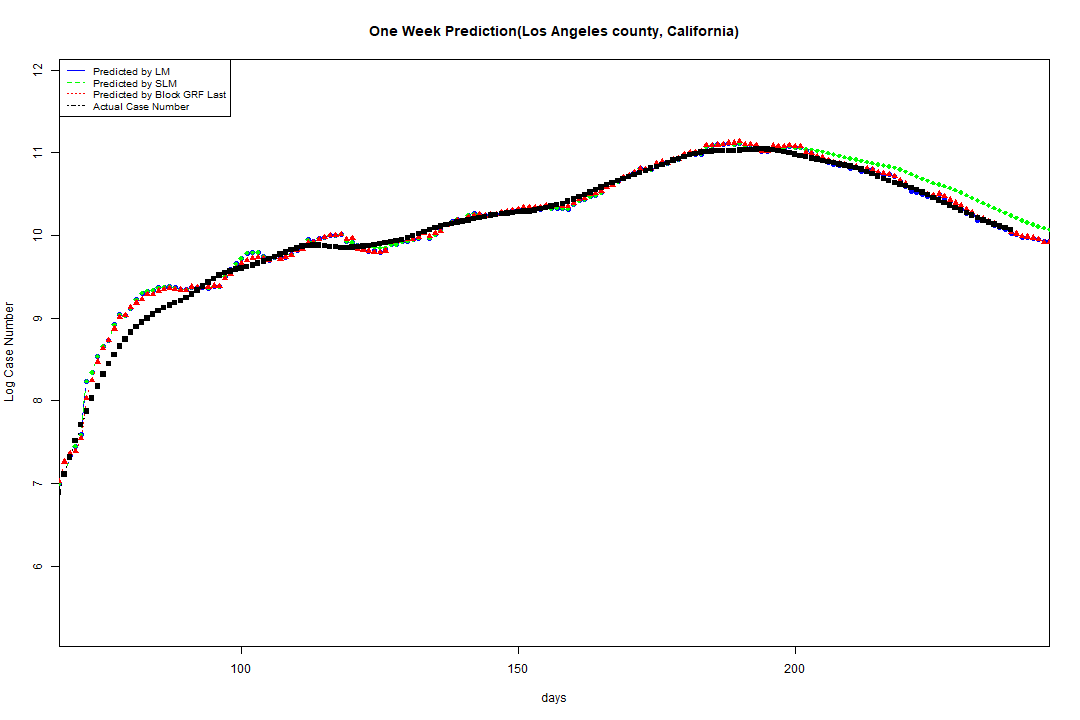 One Week Prediction(Los Angeles county, California)
Predicted by LM
Predicted by SLM
Predicted by Block GRF Last
Actual Case Number
12
11
10
9
8
7
6
Log Case Number
100 150 200
days